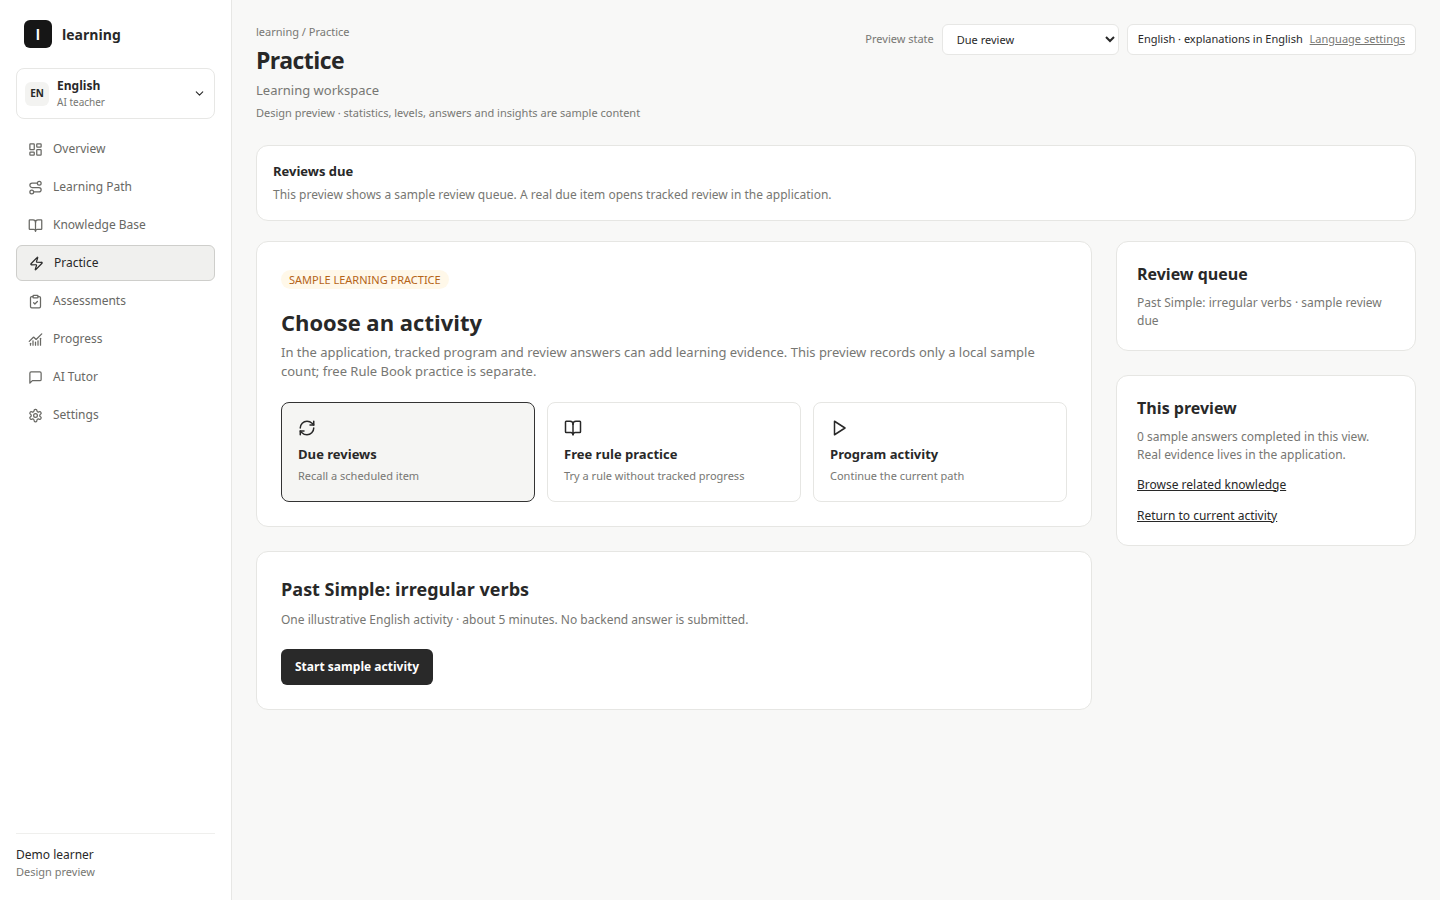 l learning
EN English
AI teacher
Overview
Learning Path
Knowledge Base
Practice
Assessments
Progress
AI Tutor
Settings
Demo learner
Design preview
learning / Practice
Practice
Learning workspace
Design preview · statistics, levels, answers and insights are sample content
Preview state Due review English · explanations in English Language settings
Reviews due
This preview shows a sample review queue. A real due item opens tracked review in the application.
SAMPLE LEARNING PRACTICE
Choose an activity
In the application, tracked program and review answers can add learning evidence. This preview records only a local sample
count; free Rule Book practice is separate.
Due reviews
Recall a scheduled item
Free rule practice
Try a rule without tracked progress
Program activity
Continue the current path
Past Simple: irregular verbs
One illustrative English activity · about 5 minutes. No backend answer is submitted.
Start sample activity
Review queue
Past Simple: irregular verbs · sample review
due
This preview
0 sample answers completed in this view.
Real evidence lives in the application.
Browse related knowledge
Return to current activity